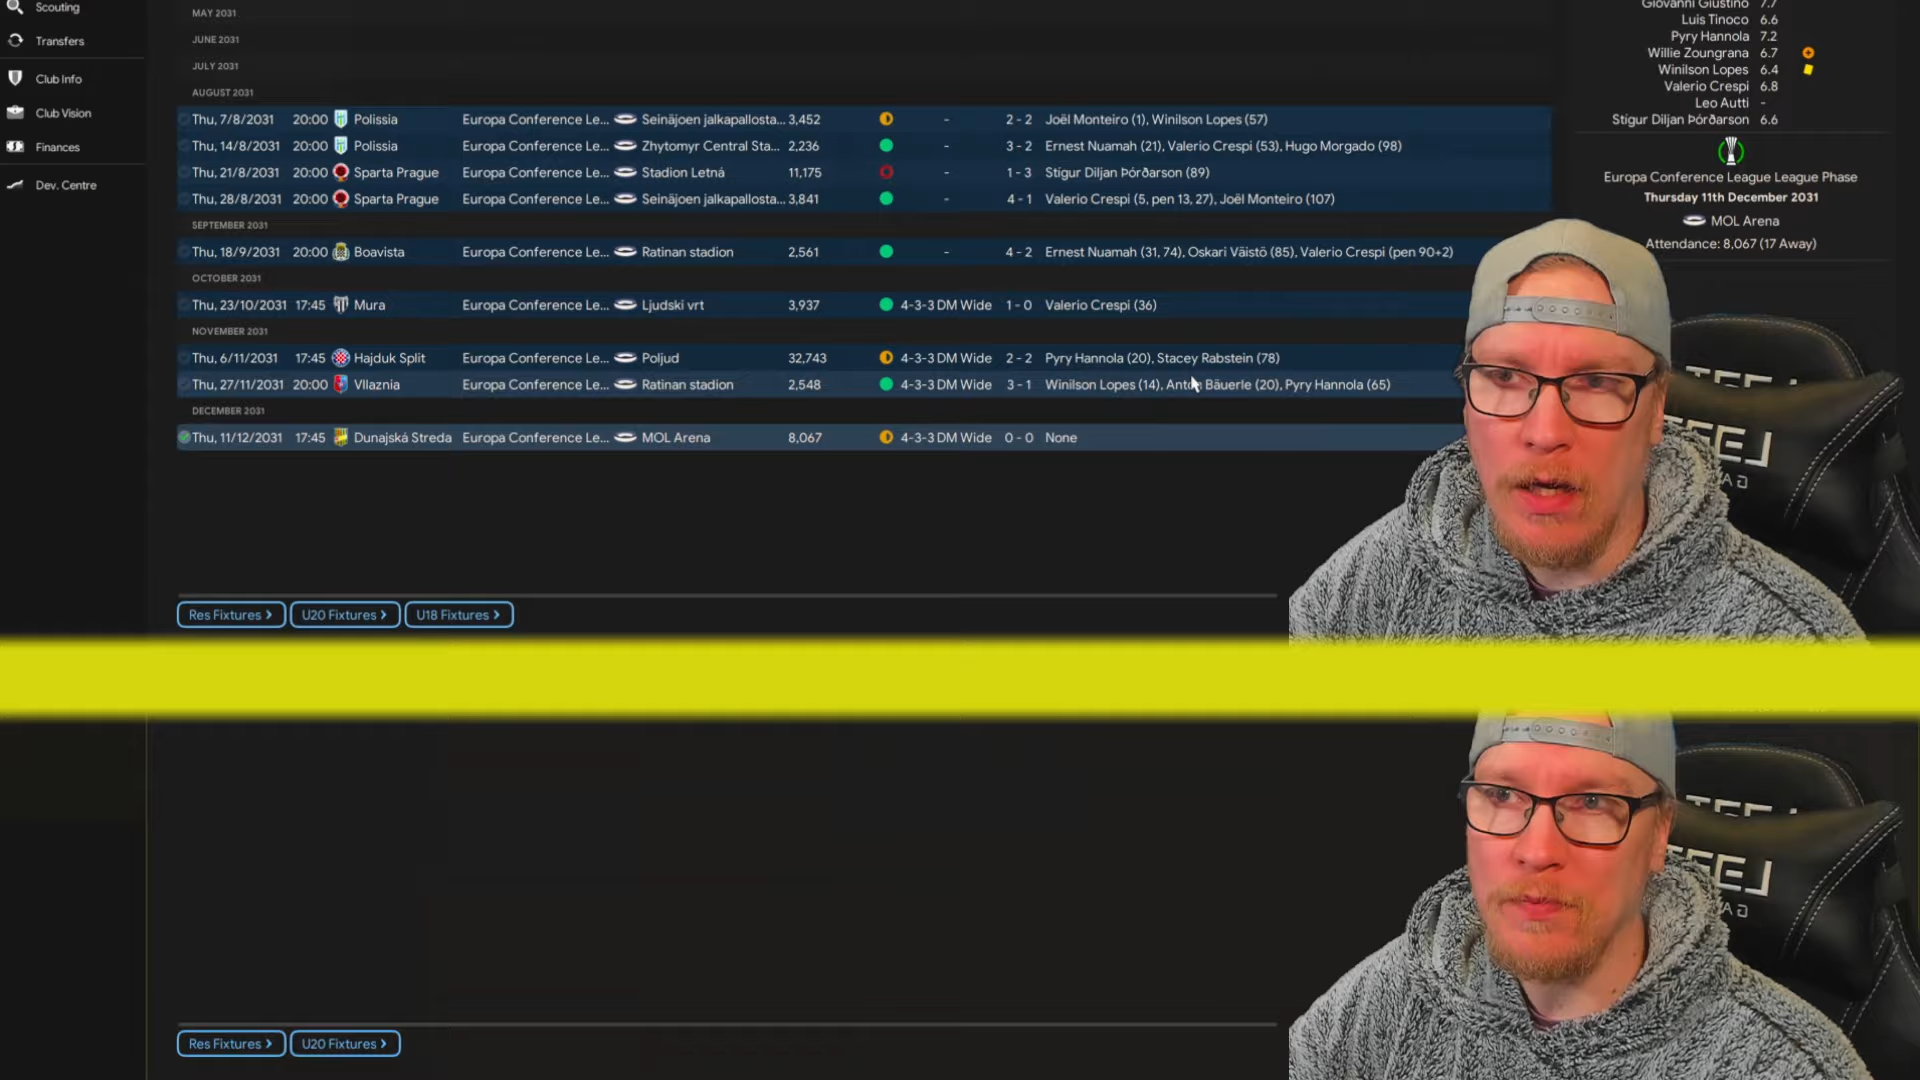 Scouting
Transfers
Club Info
Club Vision
Finances
Dev. Centre
MAY 2031
JUNE 2031
JULY 2031
AUGUST 2031
Thu, 7/8/2031 20:00 Polissia Europa Conference Le... Seinäjoen jalkapallosta... 3,452 - 2 - 2 Joël Monteiro (1), Winilson Lopes (57)
Thu, 14/8/2031 20:00 Polissia Europa Conference Le... Zhytomyr Central Sta... 2,236 - 3 - 2 Ernest Nuamah (21), Valerio Crespi (53), Hugo Morgado (98)
Thu, 21/8/2031 20:00 Sparta Prague Europa Conference Le... Stadion Letná 11,175 - 1 - 3 Stígur Diljan Þórðarson (89)
Thu, 28/8/2031 20:00 Sparta Prague Europa Conference Le... Seinäjoen jalkapallosta... 3,841 4 - 1 Valerio Crespi (5, pen 13, 27), Joël Monteiro (107)
SEPTEMBER 2031
Thu, 18/9/2031 20:00 Boavista Europa Conference Le... Ratinan stadion 2,561 - 4 - 2 Ernest Nuamah (31, 74), Oskari Väistö (85), Valerio Crespi (pen 90+2)
OCTOBER 2031
Thu, 23/10/2031 17:45 Mura Europa Conference Le... Ljudski vrt 3,937 4-3-3 DM Wide 1 - 0 Valerio Crespi (36)
NOVEMBER 2031
Thu, 6/11/2031 17:45 Hajduk Split Europa Conference Le... Poljud 32,743 4-3-3 DM Wide 2 - 2 Pyry Hannola (20), Stacey Rabstein (78)
Thu, 27/11/2031 20:00 Vllaznia Europa Conference Le... Ratinan stadion 2,548 4-3-3 DM Wide 3 - 1 Winilson Lopes (14), Anton Bäuerle (20), Pyry Hannola (65)
DECEMBER 2031
Thu, 11/12/2031 17:45 Dunajská Streda Europa Conference Le... MOL Arena 8,067 4-3-3 DM Wide 0 - 0 None
Giovanni Giustino 7.7
Luis Tinoco 6.6
Pyry Hannola 7.2
Willie Zoungrana 6.7
Winilson Lopes 6.4
Valerio Crespi 6.8
Leo Autti -
Stígur Diljan Þórðarson 6.6
Europa Conference League League Phase
Thursday 11th December 2031
MOL Arena
Attendance: 8,067 (17 Away)
Res Fixtures >
U20 Fixtures >
U18 Fixtures >
Res Fixtures >
U20 Fixtures >